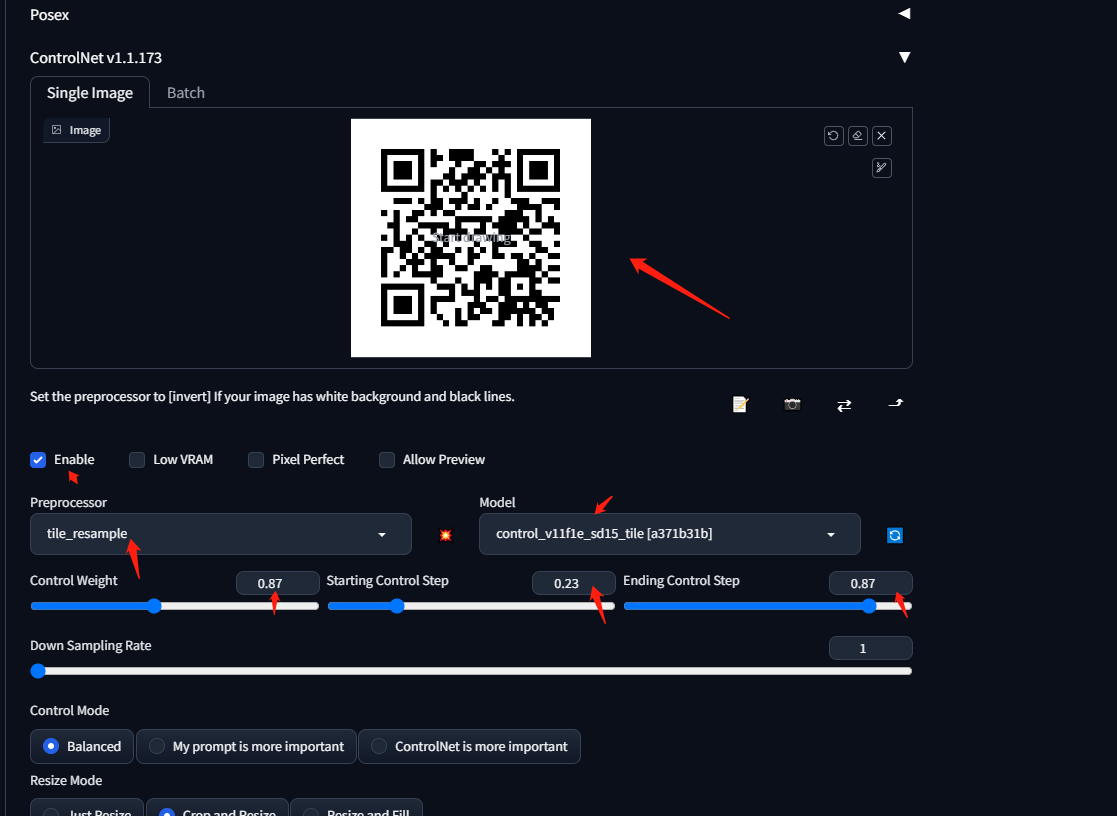 Posex
ControlNet v1.1.173
Single Image
Batch
Image
Start drawing
Set the preprocessor to [invert] If your image has white background and black lines.
Enable
Low VRAM
Pixel Perfect
Allow Preview
Preprocessor
Model
tile_resample
control_v11f1e_sd15_tile [a371b31b]
Control Weight
0.87
Starting Control Step
0.23
Ending Control Step
0.87
Down Sampling Rate
1
Control Mode
Balanced
My prompt is more important
ControlNet is more important
Resize Mode
Just Resize
Crop and Resize
Resize and Fill